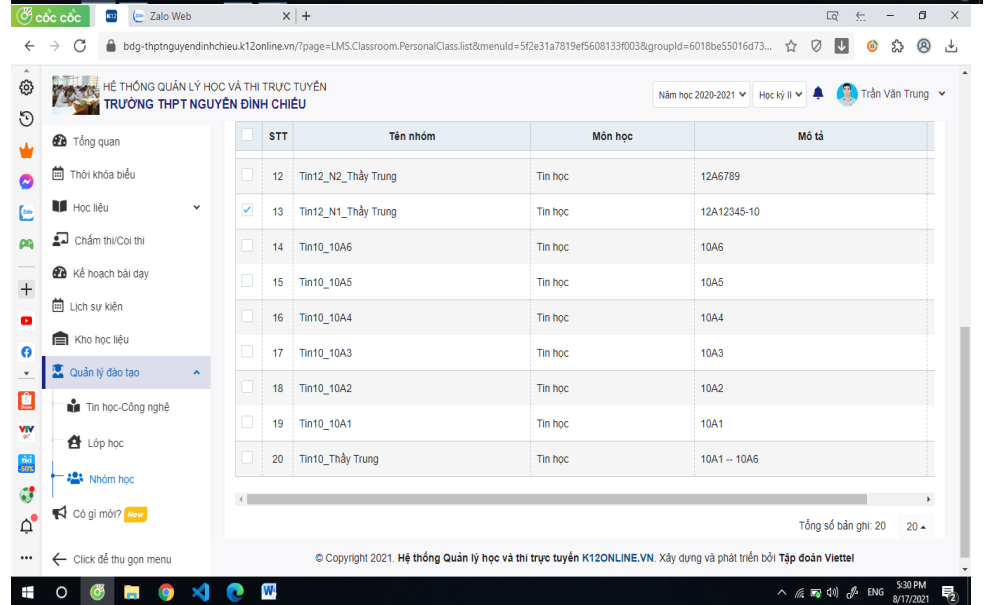 cốc cốc
K12
Zalo Web
bdg-thptnguyendinhchieu.k12online.vn/?page=LMS.Classroom.PersonalClass.list&menuId=5f2e31a7819ef5608133f003&groupId=6018be55016d73...
HỆ THỐNG QUẢN LÝ HỌC VÀ THI TRỰC TUYẾN
TRƯỜNG THPT NGUYỄN ĐÌNH CHIỂU
Năm học 2020-2021
Học kỳ II
Trần Văn Trung
Tổng quan
Thời khóa biểu
Học liệu
Chấm thi/Coi thi
Kế hoạch bài dạy
Lịch sự kiện
Kho học liệu
Quản lý đào tạo
Tin học-Công nghệ
Lớp học
Nhóm học
Có gì mới? New
Click để thu gọn menu
STT Tên nhóm Môn học Mô tả
12 Tin12_N2_Thầy Trung Tin học 12A6789
13 Tin12_N1_Thầy Trung Tin học 12A12345-10
14 Tin10_10A6 Tin học 10A6
15 Tin10_10A5 Tin học 10A5
16 Tin10_10A4 Tin học 10A4
17 Tin10_10A3 Tin học 10A3
18 Tin10_10A2 Tin học 10A2
19 Tin10_10A1 Tin học 10A1
20 Tin10_Thầy Trung Tin học 10A1 -- 10A6
Tổng số bản ghi: 20 20
© Copyright 2021. Hệ thống Quản lý học và thi trực tuyến K12ONLINE.VN. Xây dựng và phát triển bởi Tập đoàn Viettel
ENG
5:30 PM
8/17/2021
2